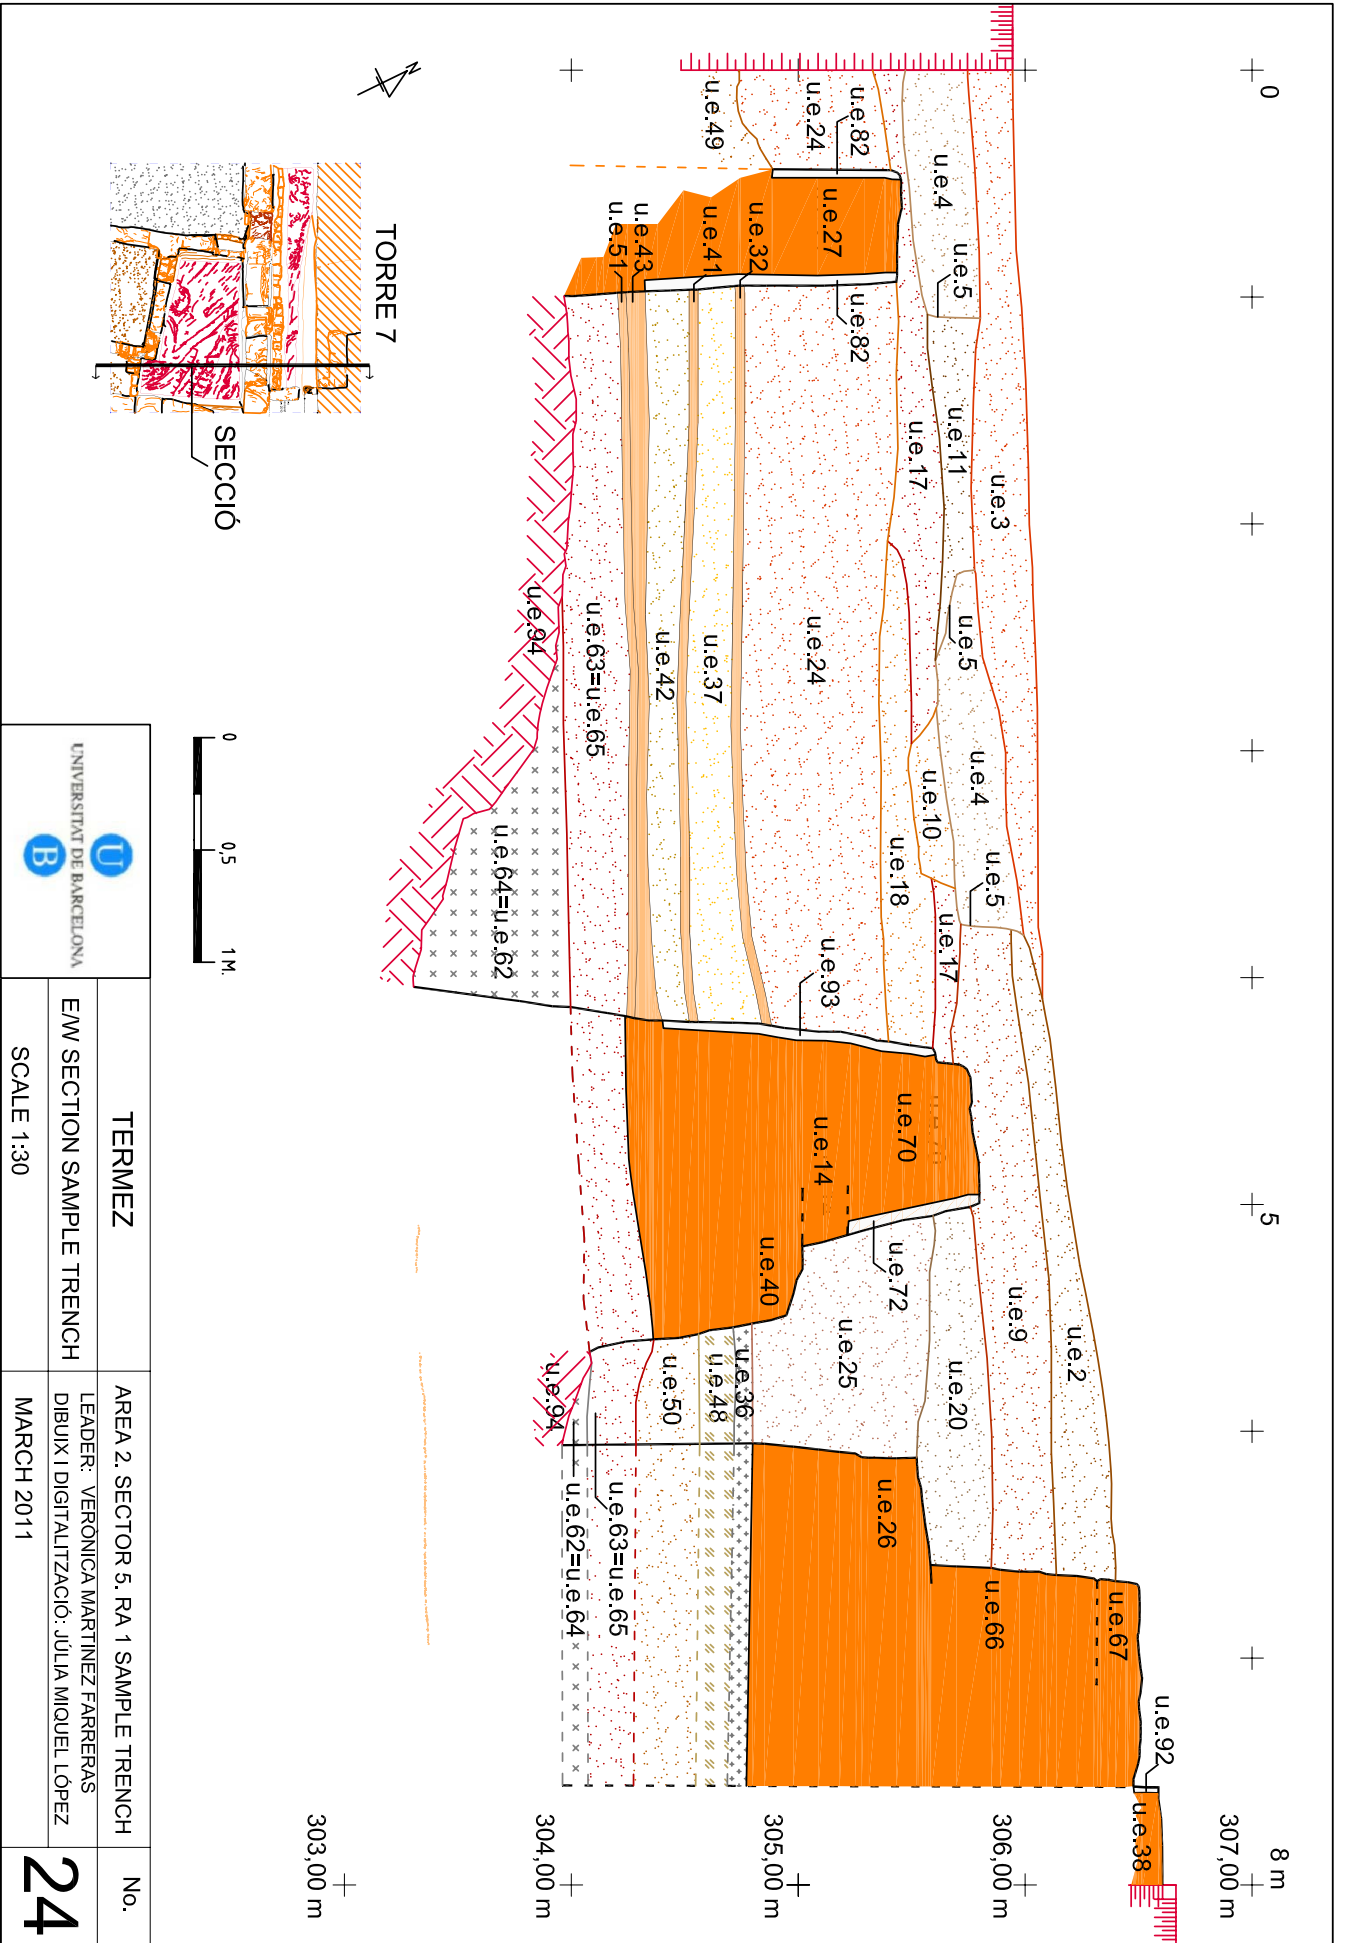 0
5
8 m
307,00 m
306,00 m
305,00 m
304,00 m
303,00 m
u.e.49
u.e.24
u.e.82
u.e.4
u.e.5
u.e.27
u.e.32
u.e.41
u.e.43
u.e.51
u.e.82
u.e.3
u.e.11
u.e.17
u.e.5
u.e.4
u.e.10
u.e.18
u.e.5
u.e.17
u.e.24
u.e.37
u.e.42
u.e.63=u.e.65
u.e.94
u.e.64=u.e.62
u.e.93
u.e.70
u.e.14
u.e.40
u.e.72
u.e.2
u.e.9
u.e.20
u.e.25
u.e.36
u.e.48
u.e.50
u.e.94
u.e.63=u.e.65
u.e.62=u.e.64
u.e.26
u.e.66
u.e.67
u.e.92
u.e.38
N
TORRE 7
SECCIÓ
0
0,5
1M.
U
B
UNIVERSITAT DE BARCELONA
TERMEZ
E/W SECTION SAMPLE TRENCH
SCALE 1:30
AREA 2. SECTOR 5. RA 1 SAMPLE TRENCH
LEADER: VERÒNICA MARTINEZ FARRERAS
DIBUIX I DIGITALITZACIÓ: JÚLIA MIQUEL LÓPEZ
MARCH 2011
No.
24